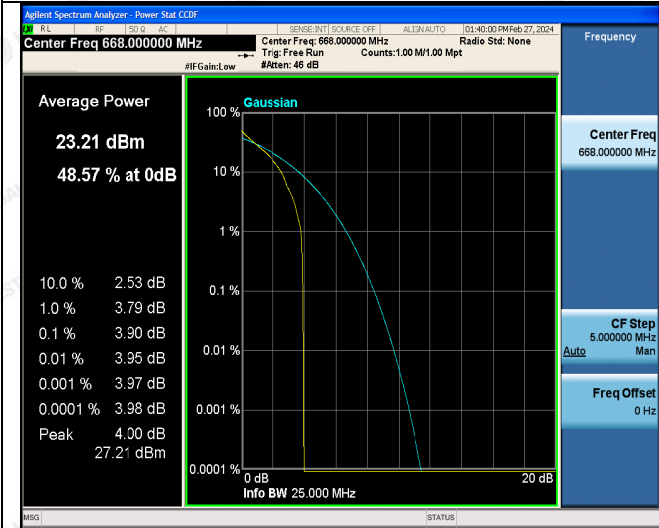 Agilent Spectrum Analyzer - Power Stat CCDF
RL RF 50 Ω AC SENSE:INT SOURCE OFF ALIGN AUTO 01:40:00 PM Feb 27, 2024
Center Freq 668.000000 MHz
Center Freq: 668.000000 MHz Radio Std: None
Trig: Free Run Counts:1.00 M/1.00 Mpt
#IFGain:Low #Atten: 46 dB
Frequency
Average Power
23.21 dBm
48.57 % at 0dB
10.0 % 2.53 dB
1.0 % 3.79 dB
0.1 % 3.90 dB
0.01 % 3.95 dB
0.001 % 3.97 dB
0.0001 % 3.98 dB
Peak 4.00 dB
27.21 dBm
Gaussian
100 %
10 %
1 %
0.1 %
0.01 %
0.001 %
0.0001 %
0 dB 20 dB
Info BW 25.000 MHz
Center Freq
668.000000 MHz
CF Step
5.000000 MHz
Auto Man
Freq Offset
0 Hz
MSG STATUS